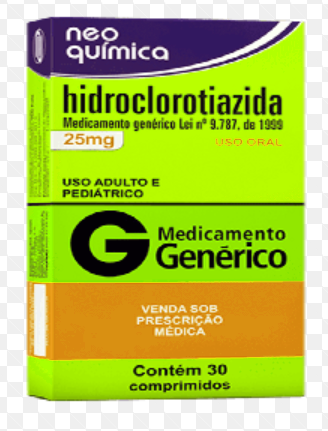 neo
química
hidroclorotiazida
Medicamento genérico Lei nº 9.787, de 1999
25mg
USO ORAL
USO ADULTO E
PEDIÁTRICO
G Medicamento
Genérico
VENDA SOB
PRESCRIÇÃO
MÉDICA
Contém 30
comprimidos